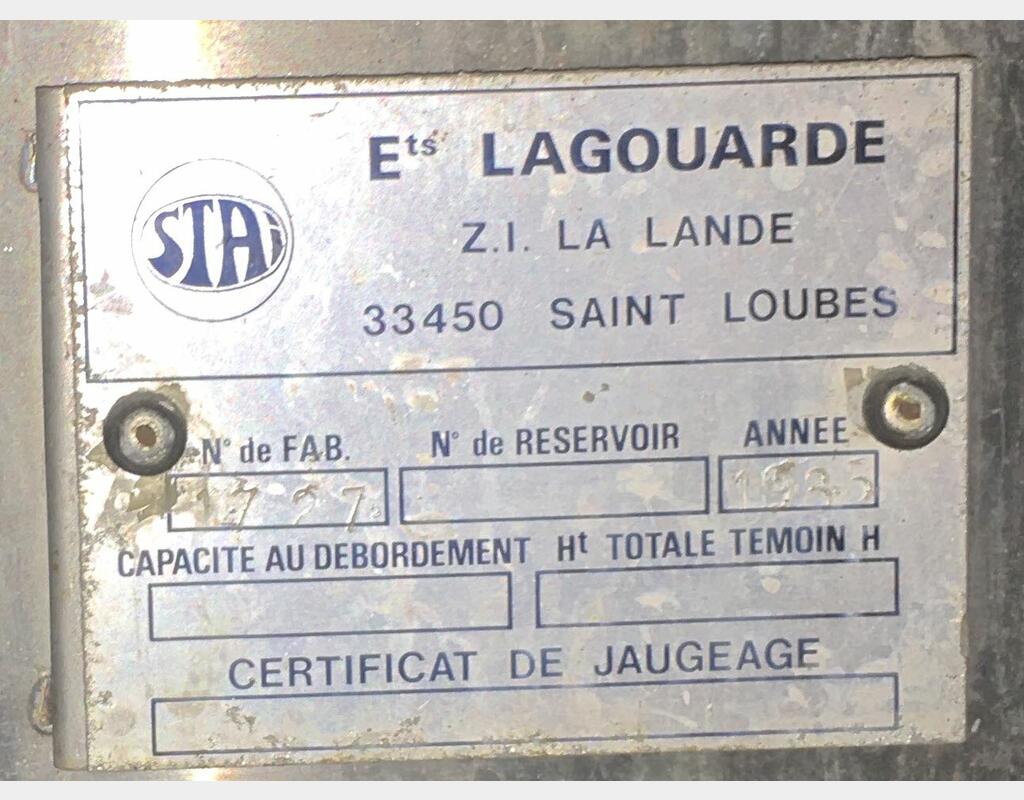 STAi
Ets LAGOUARDE
Z.I. LA LANDE
33450 SAINT LOUBES
N° de FAB. N° de RESERVOIR ANNEE
CAPACITE AU DEBORDEMENT Ht TOTALE TEMOIN H
CERTIFICAT DE JAUGEAGE